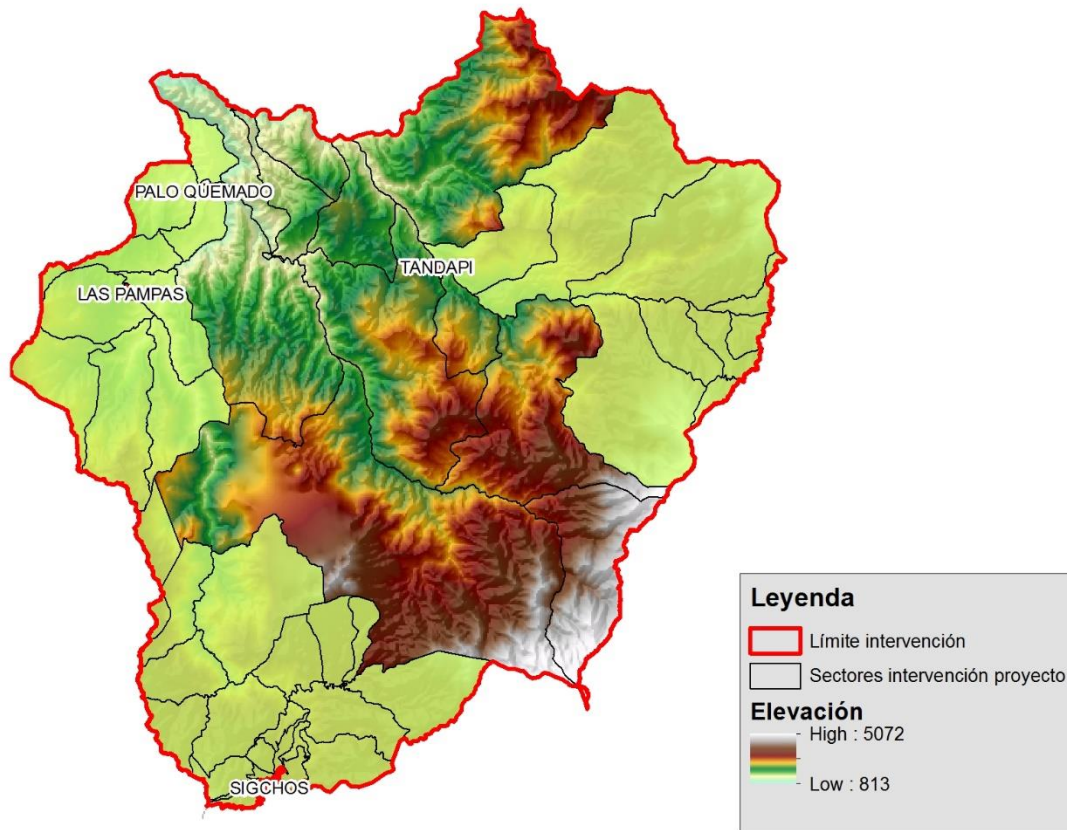 PALO QUEMADO
TANDAPI
LAS PAMPAS
SIGCHOS
Leyenda
Límite intervención
Sectores intervención proyecto
Elevación
High : 5072
Low : 813